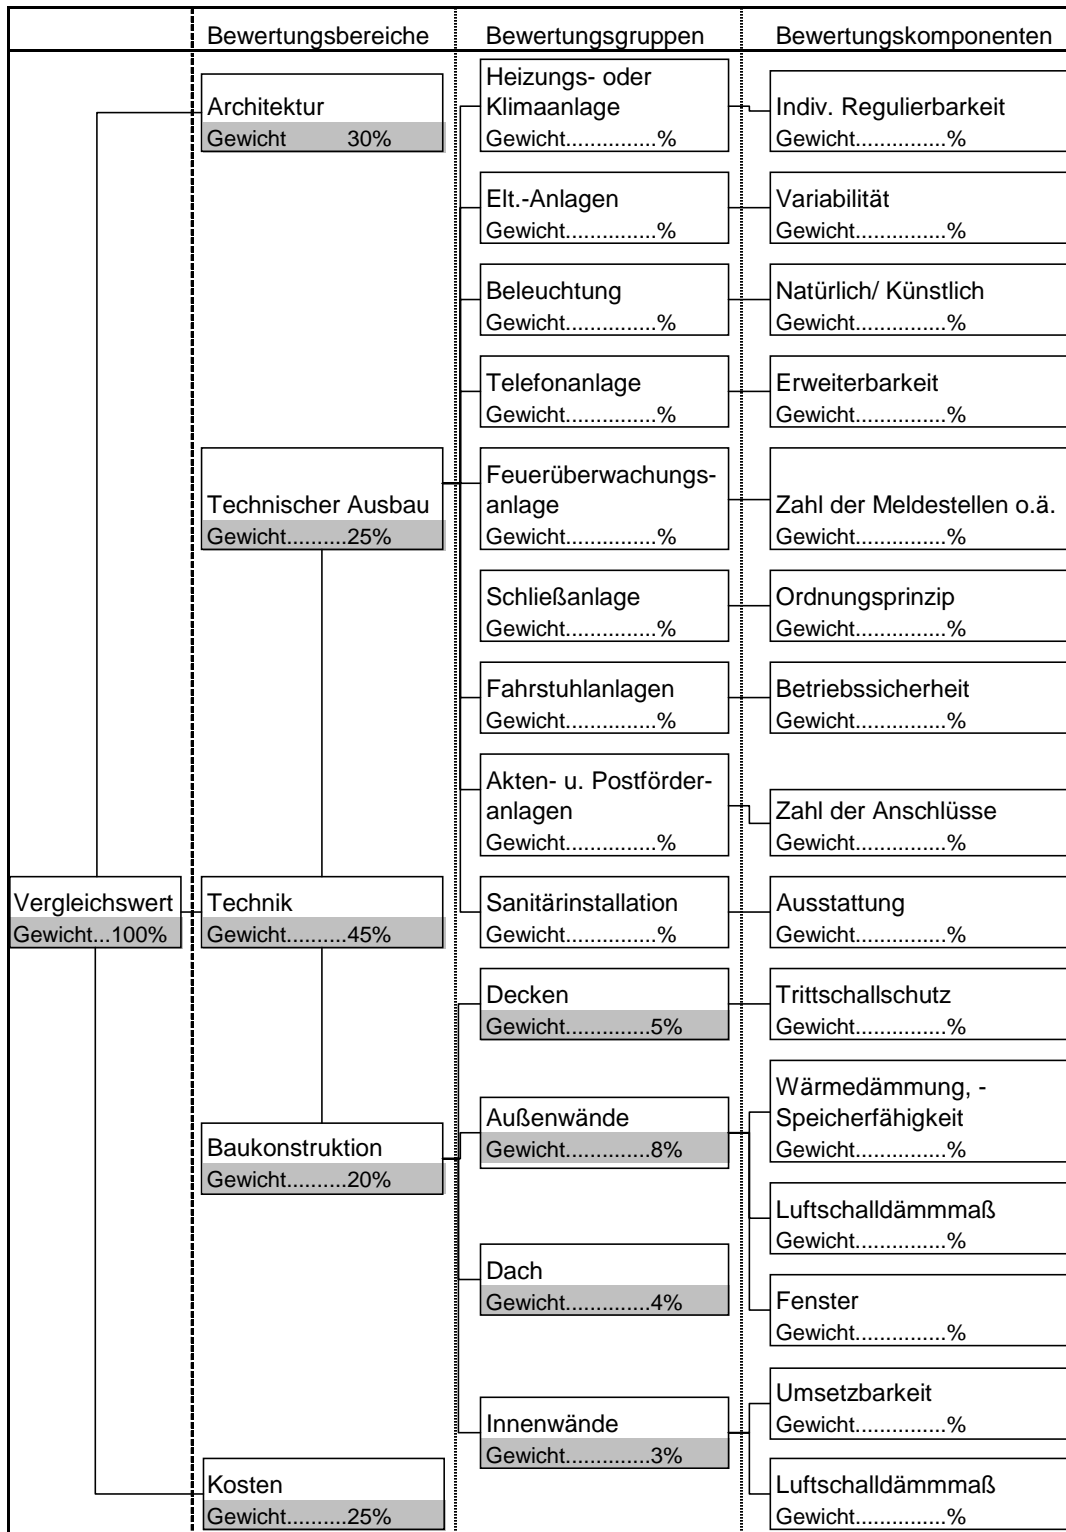 Bewertungsbereiche
Bewertungsgruppen
Bewertungskomponenten
Vergleichswert
Gewicht...100%
Architektur
Gewicht 30%
Technischer Ausbau
Gewicht..........25%
Technik
Gewicht..........45%
Baukonstruktion
Gewicht..........20%
Kosten
Gewicht..........25%
Heizungs- oder
Klimaanlage
Gewicht...............%
Elt.-Anlagen
Gewicht...............%
Beleuchtung
Gewicht...............%
Telefonanlage
Gewicht...............%
Feuerüberwachungs-
anlage
Gewicht...............%
Schließanlage
Gewicht...............%
Fahrstuhlanlagen
Gewicht...............%
Akten- u. Postförder-
anlagen
Gewicht...............%
Sanitärinstallation
Gewicht...............%
Decken
Gewicht..............5%
Außenwände
Gewicht..............8%
Dach
Gewicht..............4%
Innenwände
Gewicht..............3%
Indiv. Regulierbarkeit
Gewicht...............%
Variabilität
Gewicht...............%
Natürlich/ Künstlich
Gewicht...............%
Erweiterbarkeit
Gewicht...............%
Zahl der Meldestellen o.ä.
Gewicht...............%
Ordnungsprinzip
Gewicht...............%
Betriebssicherheit
Gewicht...............%
Zahl der Anschlüsse
Gewicht...............%
Ausstattung
Gewicht...............%
Trittschallschutz
Gewicht...............%
Wärmedämmung, -
Speicherfähigkeit
Gewicht...............%
Luftschalldämmmaß
Gewicht...............%
Fenster
Gewicht...............%
Umsetzbarkeit
Gewicht...............%
Luftschalldämmmaß
Gewicht...............%